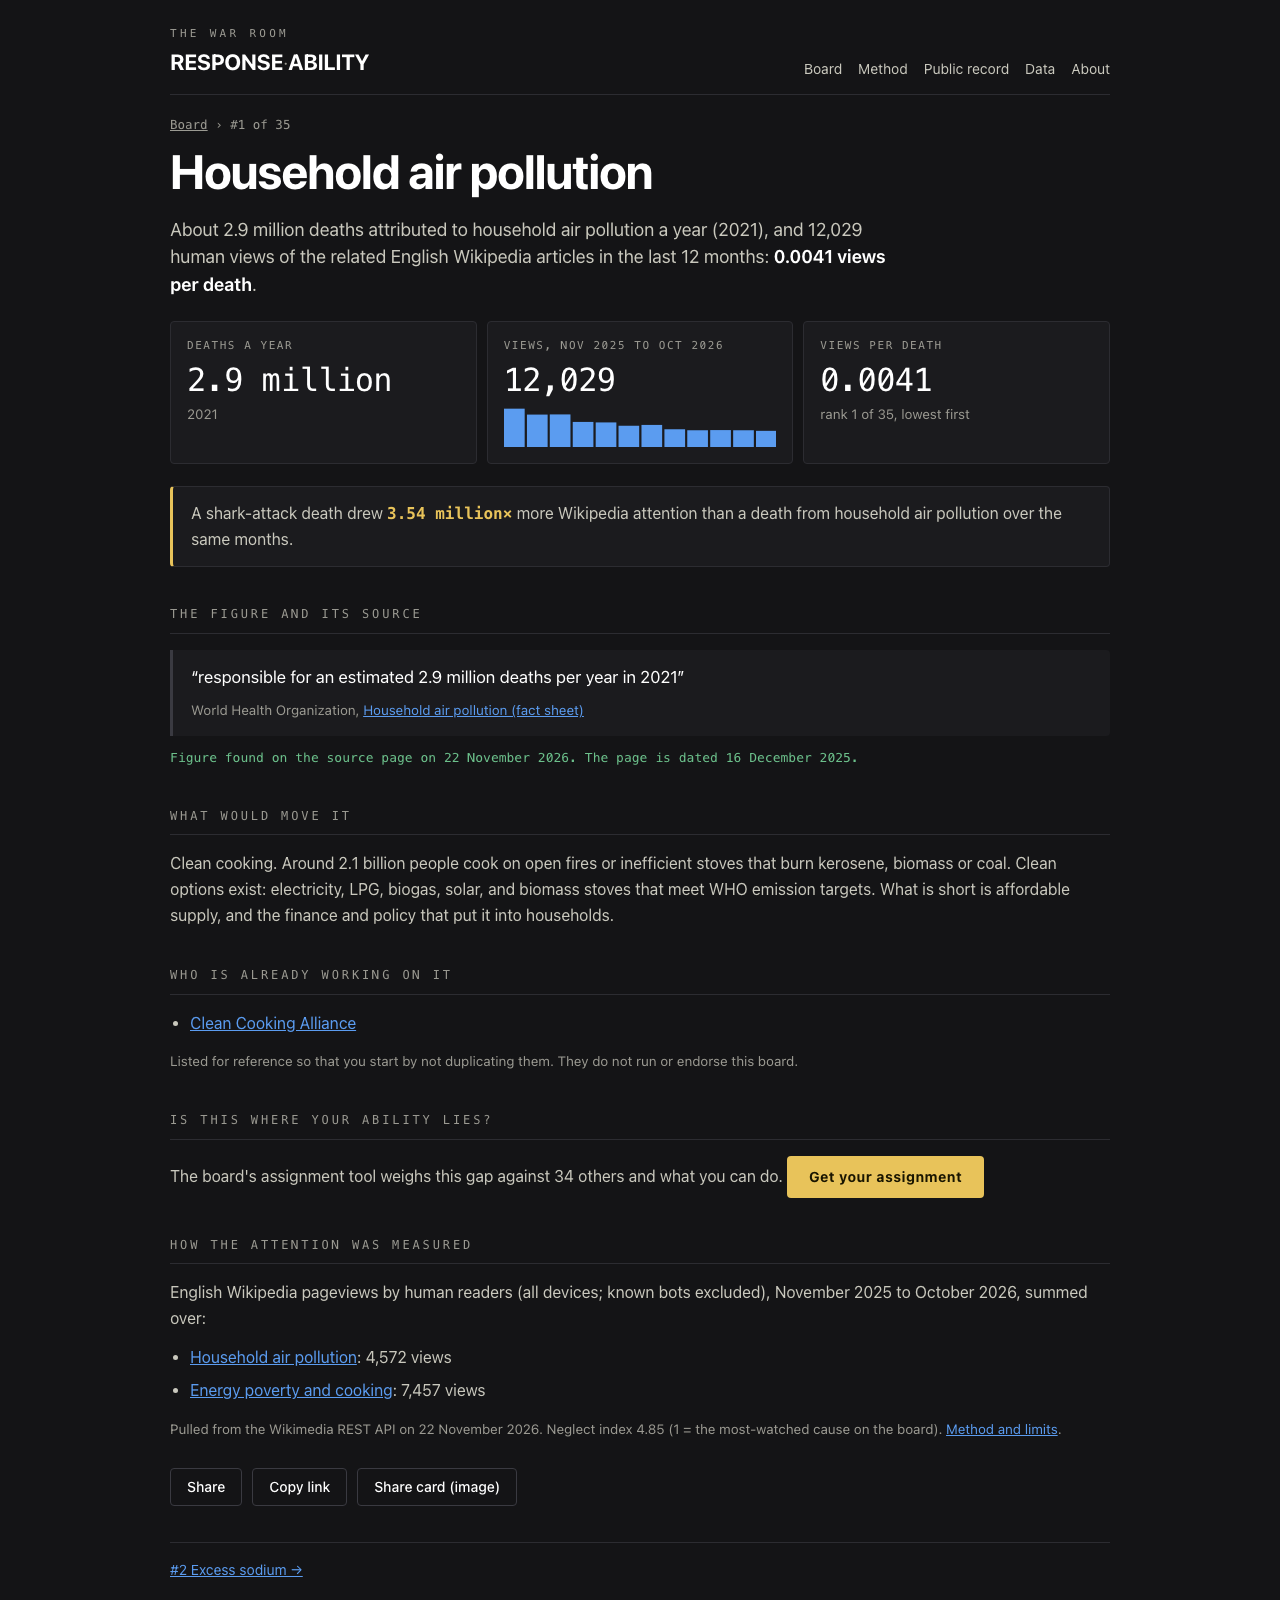 THE WAR ROOM
RESPONSE·ABILITY
Board Method Public record Data About
Board › #1 of 35
Household air pollution
About 2.9 million deaths attributed to household air pollution a year (2021), and 12,029
human views of the related English Wikipedia articles in the last 12 months: 0.0041 views
per death.
DEATHS A YEAR
2.9 million
2021
VIEWS, NOV 2025 TO OCT 2026
12,029
VIEWS PER DEATH
0.0041
rank 1 of 35, lowest first
A shark-attack death drew 3.54 million× more Wikipedia attention than a death from household air pollution over the
same months.
THE FIGURE AND ITS SOURCE
“responsible for an estimated 2.9 million deaths per year in 2021”
World Health Organization, Household air pollution (fact sheet)
Figure found on the source page on 22 November 2026. The page is dated 16 December 2025.
WHAT WOULD MOVE IT
Clean cooking. Around 2.1 billion people cook on open fires or inefficient stoves that burn kerosene, biomass or coal. Clean
options exist: electricity, LPG, biogas, solar, and biomass stoves that meet WHO emission targets. What is short is affordable
supply, and the finance and policy that put it into households.
WHO IS ALREADY WORKING ON IT
• Clean Cooking Alliance
Listed for reference so that you start by not duplicating them. They do not run or endorse this board.
IS THIS WHERE YOUR ABILITY LIES?
The board's assignment tool weighs this gap against 34 others and what you can do. Get your assignment
HOW THE ATTENTION WAS MEASURED
English Wikipedia pageviews by human readers (all devices; known bots excluded), November 2025 to October 2026, summed
over:
• Household air pollution: 4,572 views
• Energy poverty and cooking: 7,457 views
Pulled from the Wikimedia REST API on 22 November 2026. Neglect index 4.85 (1 = the most-watched cause on the board). Method and limits.
Share Copy link Share card (image)
#2 Excess sodium →